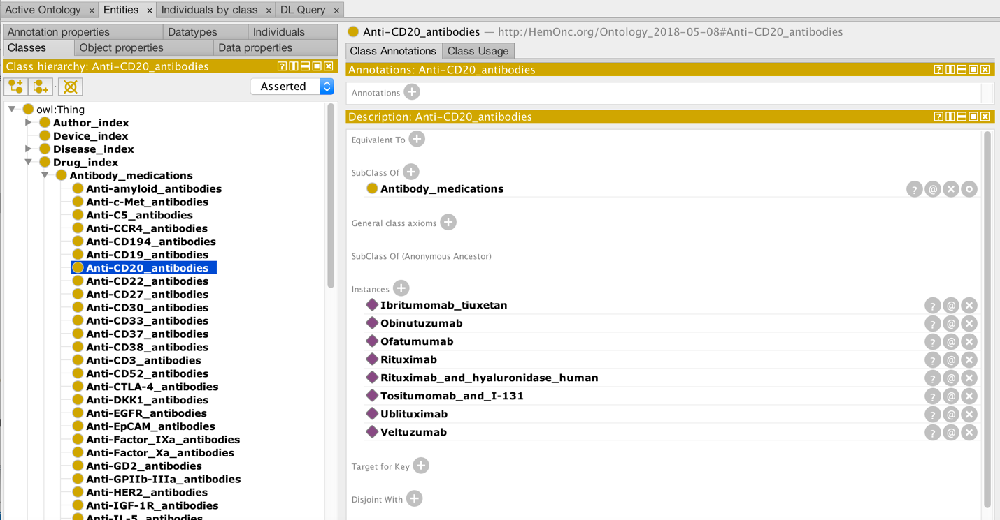 Active Ontology × Entities × Individuals by class × DL Query ×
Annotation properties Datatypes Individuals
Classes Object properties Data properties
Class hierarchy: Anti-CD20_antibodies
Asserted
owl:Thing
Author_index
Device_index
Disease_index
Drug_index
Antibody_medications
Anti-amyloid_antibodies
Anti-c-Met_antibodies
Anti-C5_antibodies
Anti-CCR4_antibodies
Anti-CD194_antibodies
Anti-CD19_antibodies
Anti-CD20_antibodies
Anti-CD22_antibodies
Anti-CD27_antibodies
Anti-CD30_antibodies
Anti-CD33_antibodies
Anti-CD37_antibodies
Anti-CD38_antibodies
Anti-CD3_antibodies
Anti-CD52_antibodies
Anti-CTLA-4_antibodies
Anti-DKK1_antibodies
Anti-EGFR_antibodies
Anti-EpCAM_antibodies
Anti-Factor_IXa_antibodies
Anti-Factor_Xa_antibodies
Anti-GD2_antibodies
Anti-GPIIb-IIIa_antibodies
Anti-HER2_antibodies
Anti-IGF-1R_antibodies
Anti-IL-5_antibodies
Anti-CD20_antibodies — http:/HemOnc.org/Ontology_2018-05-08#Anti-CD20_antibodies
Class Annotations Class Usage
Annotations: Anti-CD20_antibodies
Annotations
Description: Anti-CD20_antibodies
Equivalent To
SubClass Of
Antibody_medications
General class axioms
SubClass Of (Anonymous Ancestor)
Instances
Ibritumomab_tiuxetan
Obinutuzumab
Ofatumumab
Rituximab
Rituximab_and_hyaluronidase_human
Tositumomab_and_I-131
Ublituximab
Veltuzumab
Target for Key
Disjoint With